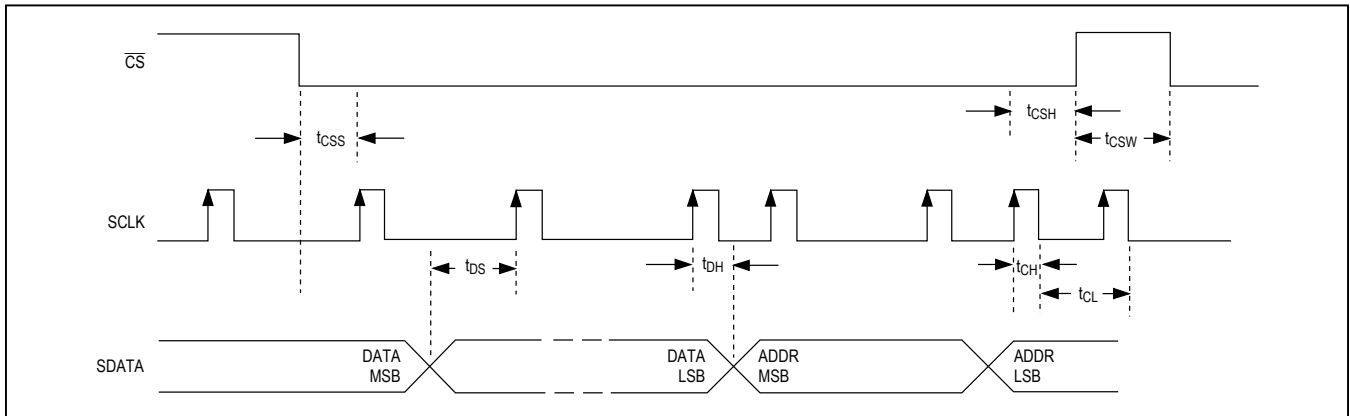 CS
tCSS
tCSH
tCSW
SCLK
tDS
tDH
tCH
tCL
SDATA
DATA
MSB
DATA
LSB
ADDR
MSB
ADDR
LSB